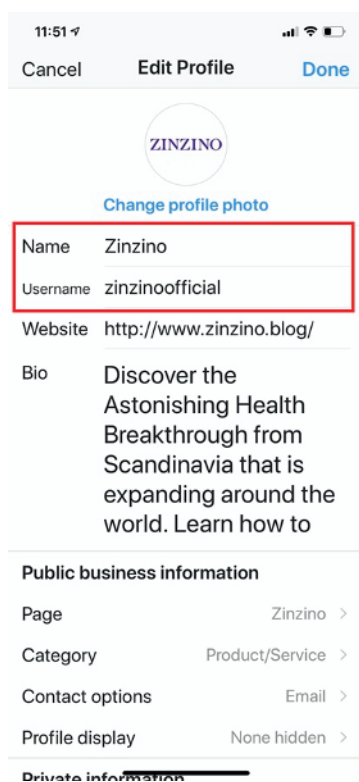 11:51
Cancel Edit Profile Done
ZINZINO
Change profile photo
Name Zinzino
Username zinzinoofficial
Website http://www.zinzino.blog/
Bio Discover the
Astonishing Health
Breakthrough from
Scandinavia that is
expanding around the
world. Learn how to
Public business information
Page Zinzino >
Category Product/Service >
Contact options Email >
Profile display None hidden >
Private information